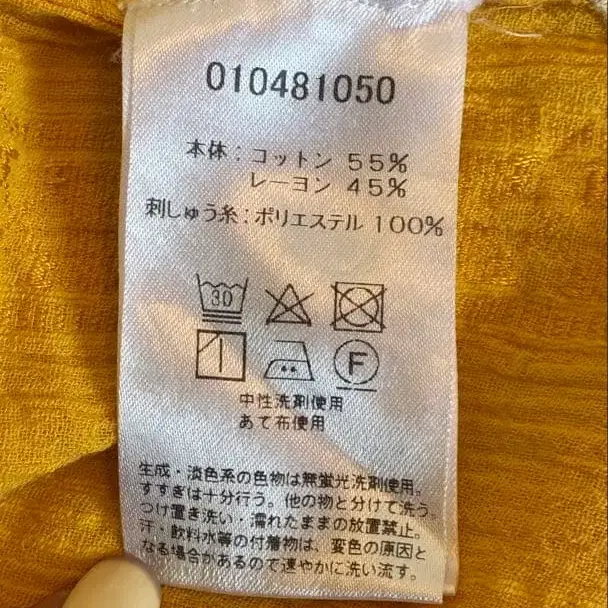 010481050
本体：コットン 55%
レーヨン 45%
刺しゅう糸：ポリエステル 100%
30
F
中性洗剤使用
あて布使用
生成・淡色系の色物は無蛍光洗剤使用。
すすぎは十分行う。他の物と分けて洗う。
つけ置き洗い・濡れたままの放置禁止。
汗・飲料水等の付着物は、変色の原因と
なる場合があるので速やかに洗い流す。